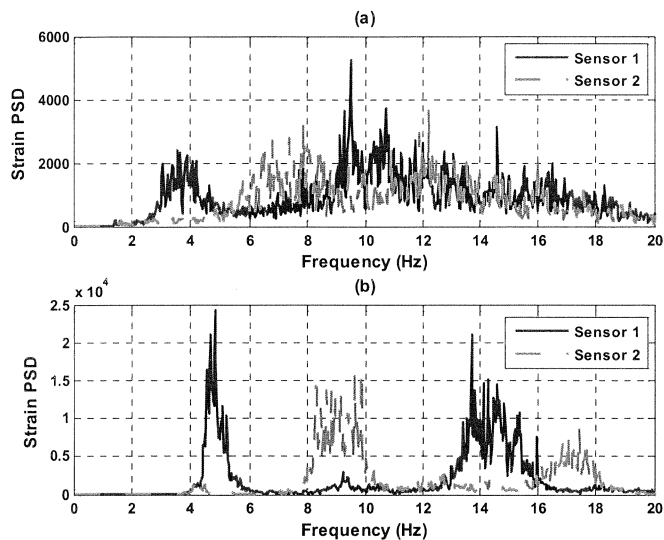 (a)
6000
4000
2000
0
Strain PSD
Sensor 1
Sensor 2
0 2 4 6 8 10 12 14 16 18 20
Frequency (Hz)
(b)
x 10^4
2.5
2
1.5
1
0.5
0
Strain PSD
Sensor 1
Sensor 2
0 2 4 6 8 10 12 14 16 18 20
Frequency (Hz)